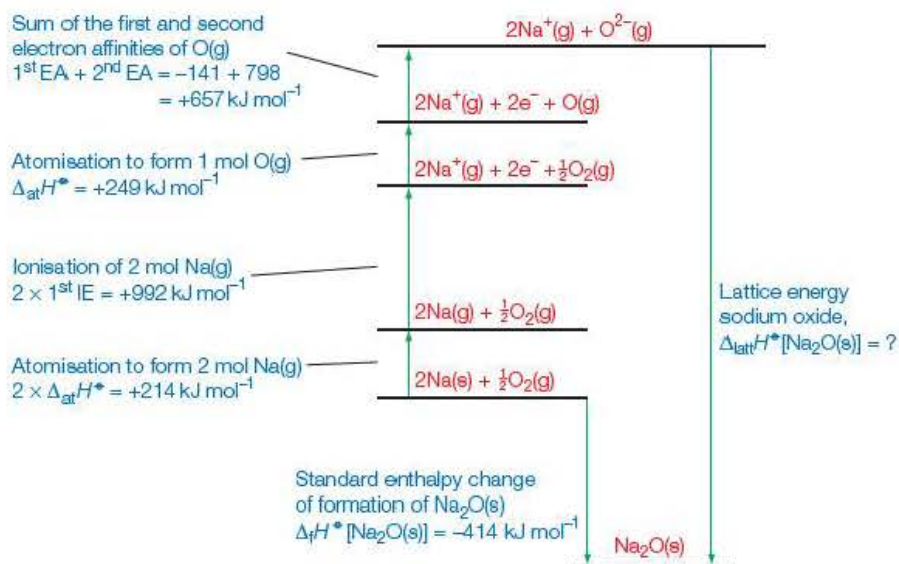 Sum of the first and second
electron affinities of O(g)
1ˢᵗ EA + 2ⁿᵈ EA = –141 + 798
= +657 kJ mol⁻¹
2Na⁺(g) + O²⁻(g)
2Na⁺(g) + 2e⁻ + O(g)
Atomisation to form 1 mol O(g)
ΔₐₜH⦵ = +249 kJ mol⁻¹
2Na⁺(g) + 2e⁻ + ½O₂(g)
Ionisation of 2 mol Na(g)
2 × 1ˢᵗ IE = +992 kJ mol⁻¹
2Na(g) + ½O₂(g)
Atomisation to form 2 mol Na(g)
2 × ΔₐₜH⦵ = +214 kJ mol⁻¹
2Na(s) + ½O₂(g)
Lattice energy
sodium oxide,
ΔₗₐₜₜH⦵[Na₂O(s)] = ?
Standard enthalpy change
of formation of Na₂O(s)
ΔfH⦵ [Na₂O(s)] = –414 kJ mol⁻¹
Na₂O(s)